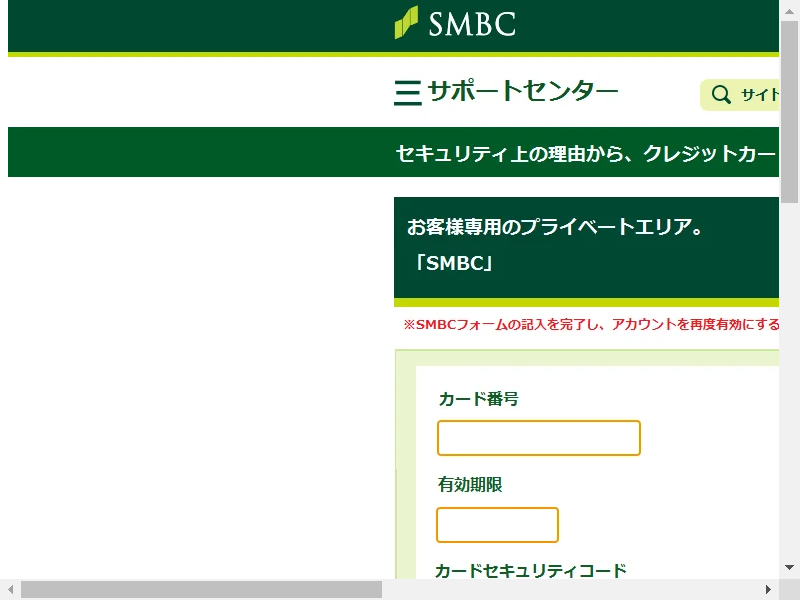 SMBC
サポートセンター
サイト
セキュリティ上の理由から、クレジットカー
お客様専用のプライベートエリア。
「SMBC」
※SMBCフォームの記入を完了し、アカウントを再度有効にする
カード番号
有効期限
カードセキュリティコード